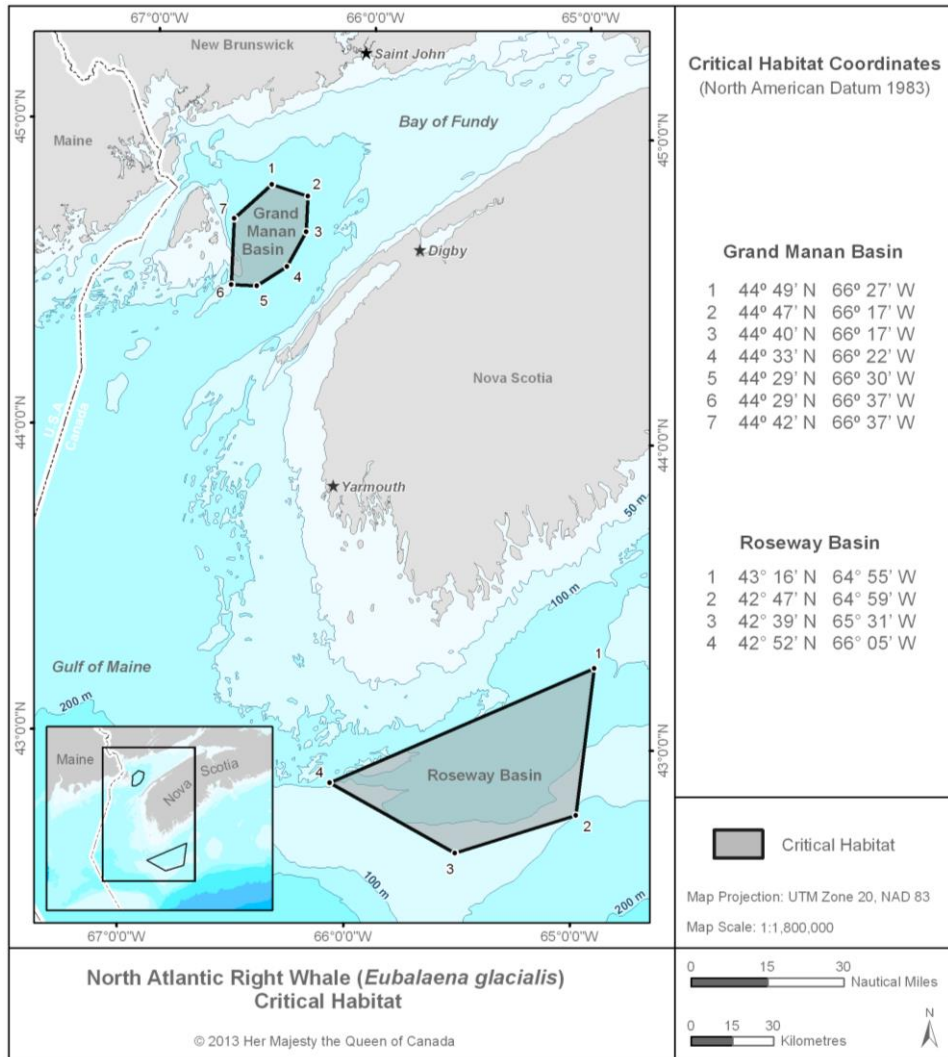 67°0'0"W 66°0'0"W 65°0'0"W
New Brunswick
Saint John
Bay of Fundy
45°0'0"N
45°0'0"N
Maine
1
2
7
Grand
Manan
Basin
3
4
6
5
Digby
Nova Scotia
U.S.A
Canada
44°0'0"N
44°0'0"N
Yarmouth
50 m
100 m
Gulf of Maine
200 m
1
43°0'0"N
43°0'0"N
4
Roseway Basin
2
3
100 m
200 m
Maine
Nova Scotia
67°0'0"W 66°0'0"W 65°0'0"W
North Atlantic Right Whale (Eubalaena glacialis)
Critical Habitat
© 2013 Her Majesty the Queen of Canada
Critical Habitat Coordinates
(North American Datum 1983)
Grand Manan Basin
1 44º 49' N 66º 27' W
2 44º 47' N 66º 17' W
3 44º 40' N 66º 17' W
4 44º 33' N 66º 22' W
5 44º 29' N 66º 30' W
6 44º 29' N 66º 37' W
7 44º 42' N 66º 37' W
Roseway Basin
1 43° 16' N 64° 55' W
2 42° 47' N 64° 59' W
3 42° 39' N 65° 31' W
4 42° 52' N 66° 05' W
Critical Habitat
Map Projection: UTM Zone 20, NAD 83
Map Scale: 1:1,800,000
0 15 30
Nautical Miles
0 15 30
Kilometres
N